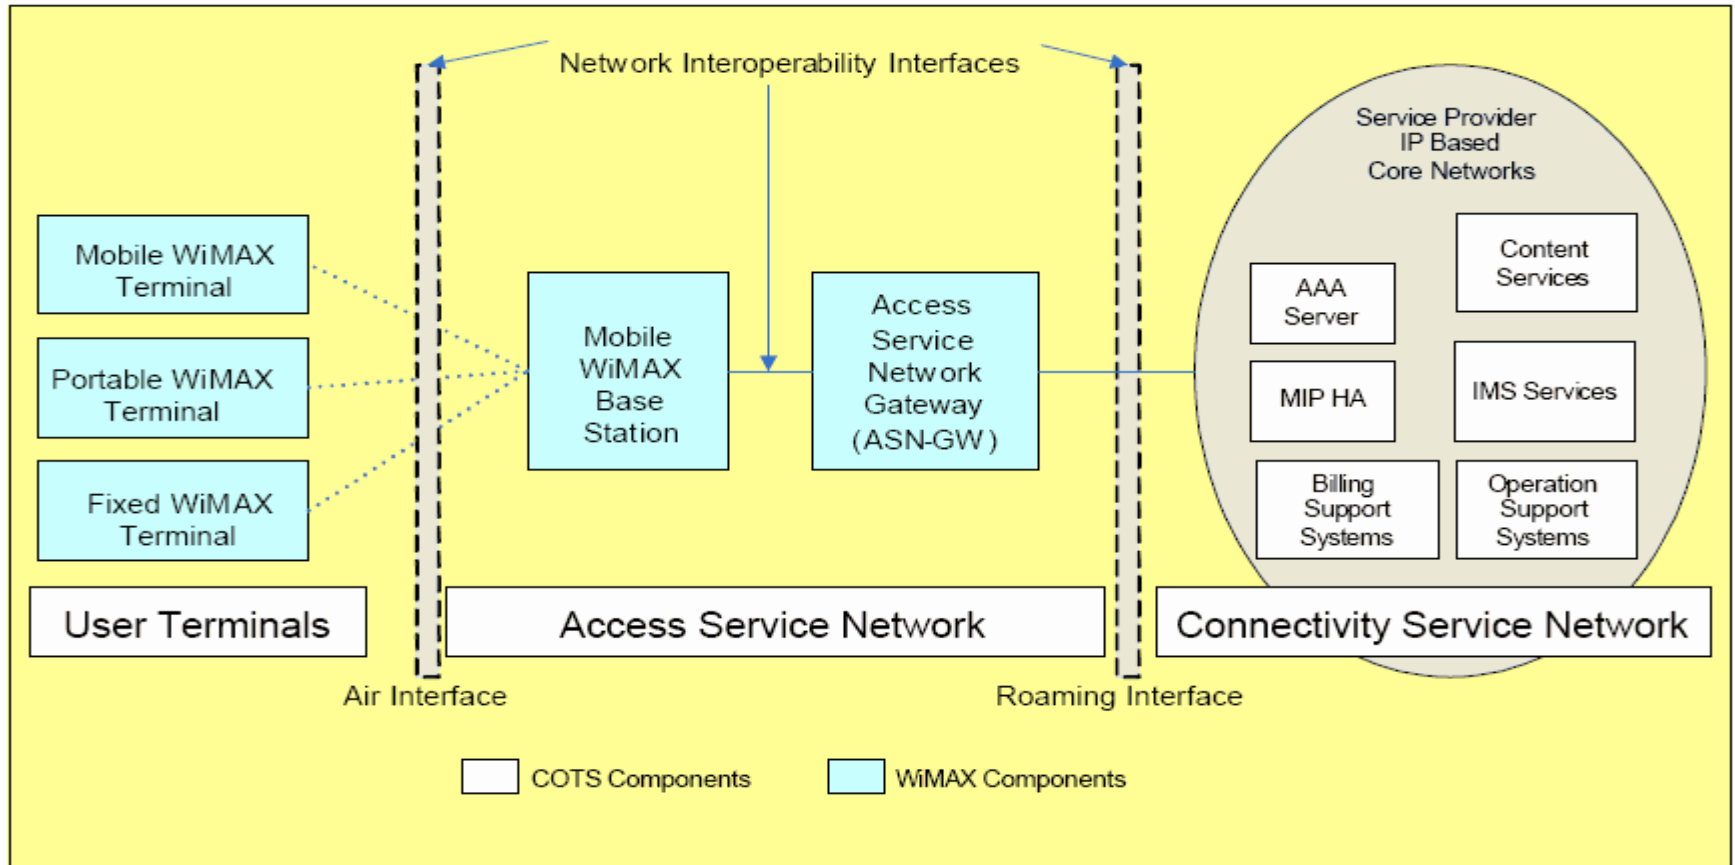 Network Interoperability Interfaces
Service Provider
IP Based
Core Networks
Mobile WiMAX
Terminal
Portable WiMAX
Terminal
Fixed WiMAX
Terminal
Mobile
WiMAX
Base
Station
Access
Service
Network
Gateway
(ASN-GW)
AAA
Server
Content
Services
MIP HA
IMS Services
Billing
Support
Systems
Operation
Support
Systems
User Terminals
Access Service Network
Connectivity Service Network
Air Interface
Roaming Interface
COTS Components
WiMAX Components